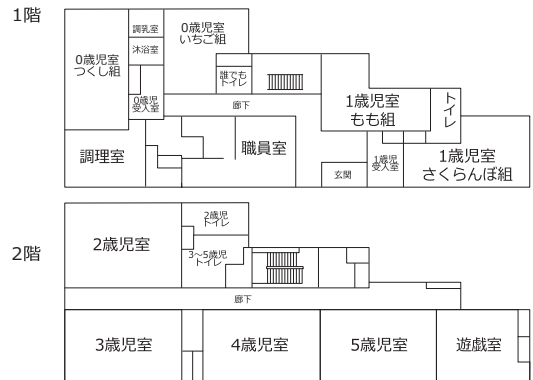 1階
0歳児室
つくし組
調乳室
沐浴室
0歳児
受入室
0歳児室
いちご組
誰でも
トイレ
廊下
1歳児室
もも組
トイレ
調理室
職員室
玄関
1歳児
受入室
1歳児室
さくらんぼ組
2階
2歳児室
2歳児
トイレ
3~5歳児
トイレ
廊下
3歳児室
4歳児室
5歳児室
遊戯室